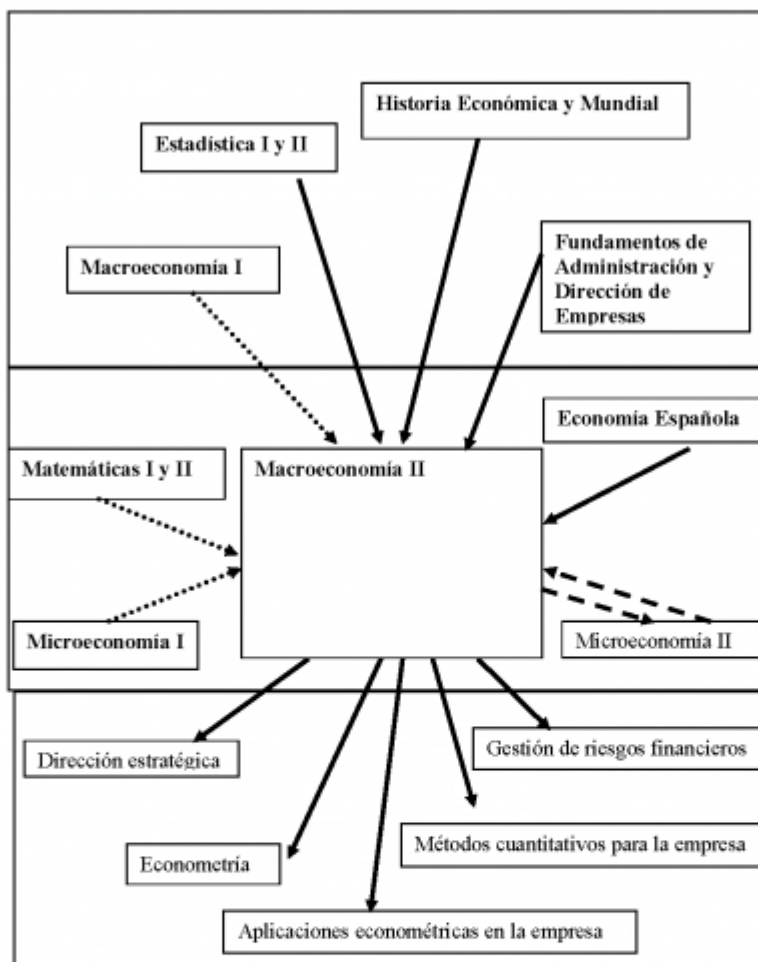 Historia Económica y Mundial
Estadística I y II
Fundamentos de
Administración y
Dirección de
Empresas
Macroeconomía I
Economía Española
Matemáticas I y II
Macroeconomía II
Microeconomía I
Microeconomía II
Dirección estratégica
Gestión de riesgos financieros
Métodos cuantitativos para la empresa
Econometría
Aplicaciones econométricas en la empresa